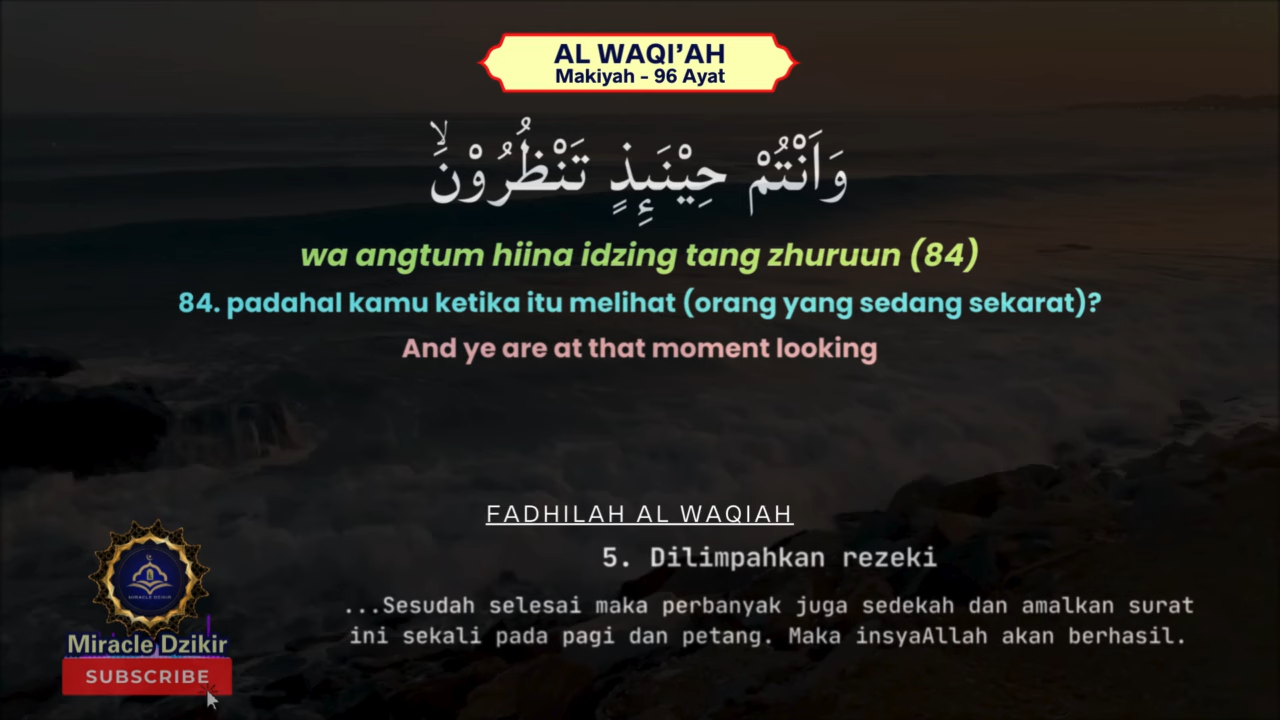 AL WAQI’AH
Makiyah - 96 Ayat
وَاَنْتُمْ حِيْنَىِٕذٍ تَنْظُرُوْنَۙ
wa angtum hiina idzing tang zhuruun (84)
84. padahal kamu ketika itu melihat (orang yang sedang sekarat)?
And ye are at that moment looking
FADHILAH AL WAQIAH
5. Dilimpahkan rezeki
...Sesudah selesai maka perbanyak juga sedekah dan amalkan surat
ini sekali pada pagi dan petang. Maka insyaAllah akan berhasil.
MIRACLE DZIKIR
Miracle Dzikir
SUBSCRIBE